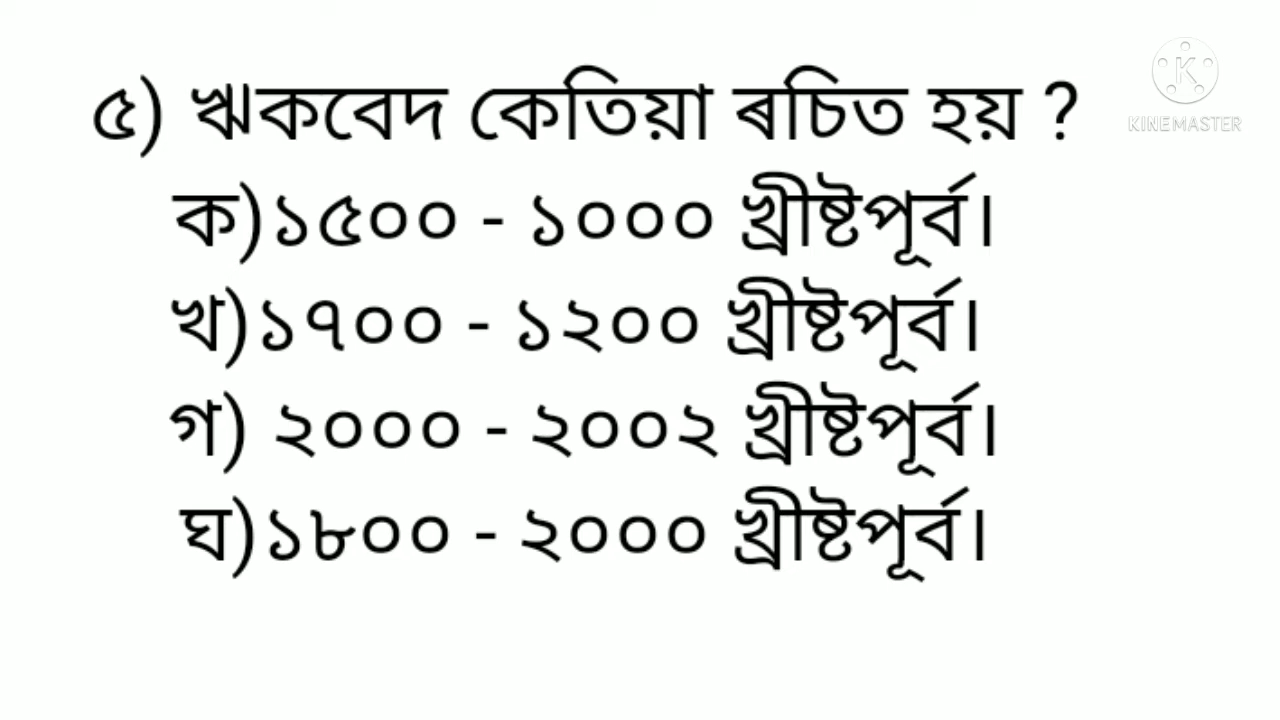 ৫) ঋকবেদ কেতিয়া ৰচিত হয় ?
ক)১৫০০ - ১০০০ খ্ৰীষ্টপূৰ্ব।
খ)১৭০০ - ১২০০ খ্ৰীষ্টপূৰ্ব।
গ) ২০০০ - ২০০২ খ্ৰীষ্টপূৰ্ব।
ঘ)১৮০০ - ২০০০ খ্ৰীষ্টপূৰ্ব।
K
KINEMASTER